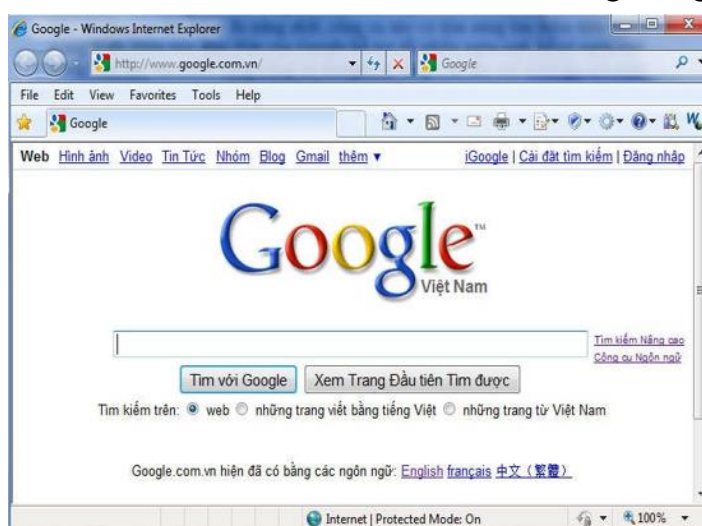 Google - Windows Internet Explorer
http://www.google.com.vn/
Google
File Edit View Favorites Tools Help
Google
Web Hình ảnh Video Tin Tức Nhóm Blog Gmail thêm ▼ iGoogle | Cài đặt tìm kiếm | Đăng nhập
Google™
Việt Nam
Tìm kiếm Nâng cao
Công cụ Ngôn ngữ
Tìm với Google Xem Trang Đầu tiên Tìm được
Tìm kiếm trên: web những trang viết bằng tiếng Việt những trang từ Việt Nam
Google.com.vn hiện đã có bằng các ngôn ngữ: English français 中文（繁體）
Internet | Protected Mode: On 100%